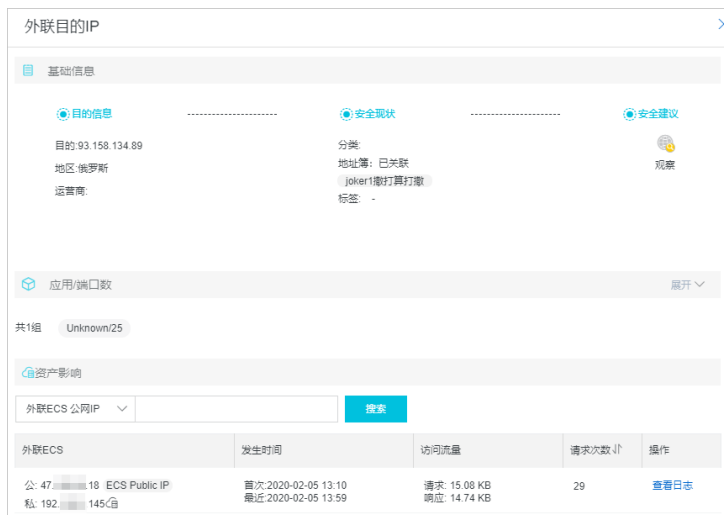 外联目的IP
基础信息
目的信息
安全现状
安全建议
目的:93.158.134.89
地区:俄罗斯
运营商:
分类:
地址簿: 已关联
joker1撒打算打撒
标签: -
观察
应用/端口数
展开
共1组 Unknown/25
资产影响
外联ECS 公网IP
搜索
外联ECS 发生时间 访问流量 请求次数 操作
公: 47. 18 ECS Public IP 首次:2020-02-05 13:10 请求: 15.08 KB 29 查看日志
私: 192. 145 最近:2020-02-05 13:59 响应: 14.74 KB